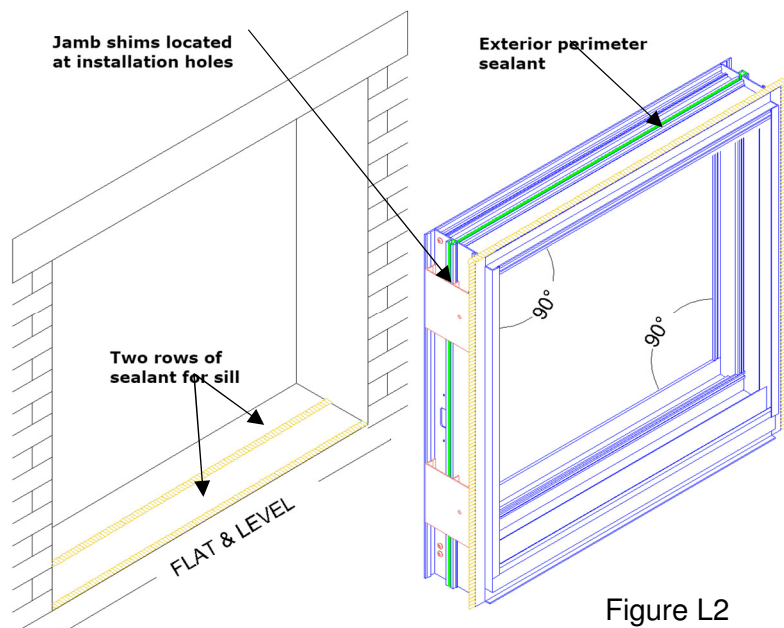 Jamb shims located
at installation holes
Exterior perimeter
sealant
90°
90°
Two rows of
sealant for sill
FLAT & LEVEL
Figure L2